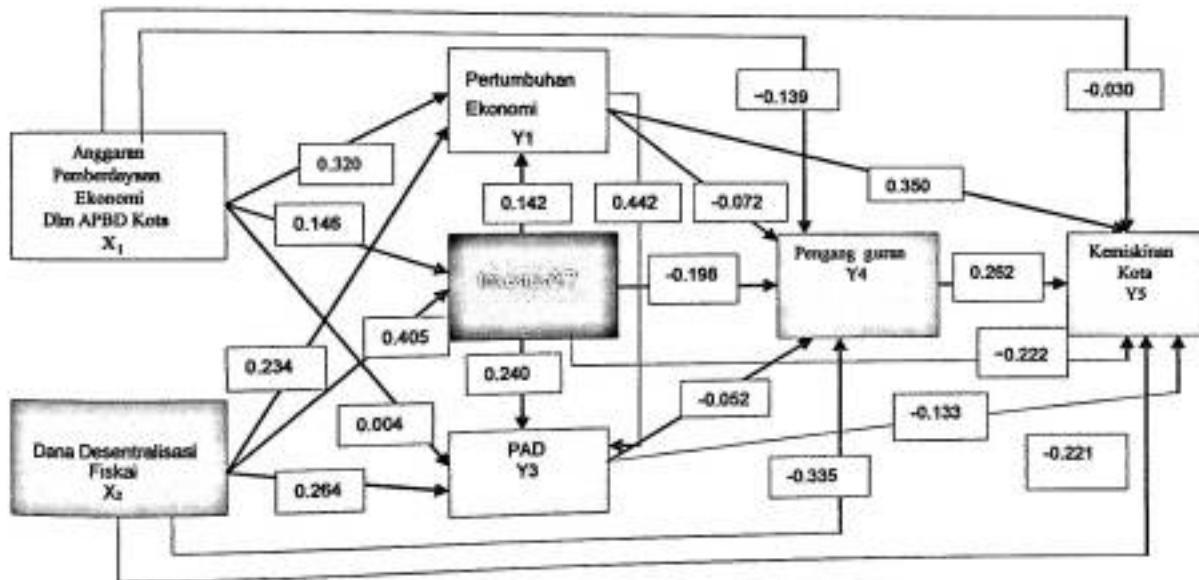 Pertumbuhan
Ekonomi
Y1
-0.139
-0.030
Anggaran
Pemberdayaan
Ekonomi
Dlm APBD Kota
X1
0.320
0.146
0.142
0.442
-0.072
0.350
Pengang guran
Y4
Kemiskinan
Kota
Y5
-0.198
0.262
0.405
0.234
0.240
-0.222
-0.052
-0.133
0.004
Dana Desentralisasi
Fiskal
X2
PAD
Y3
-0.221
-0.335
0.264